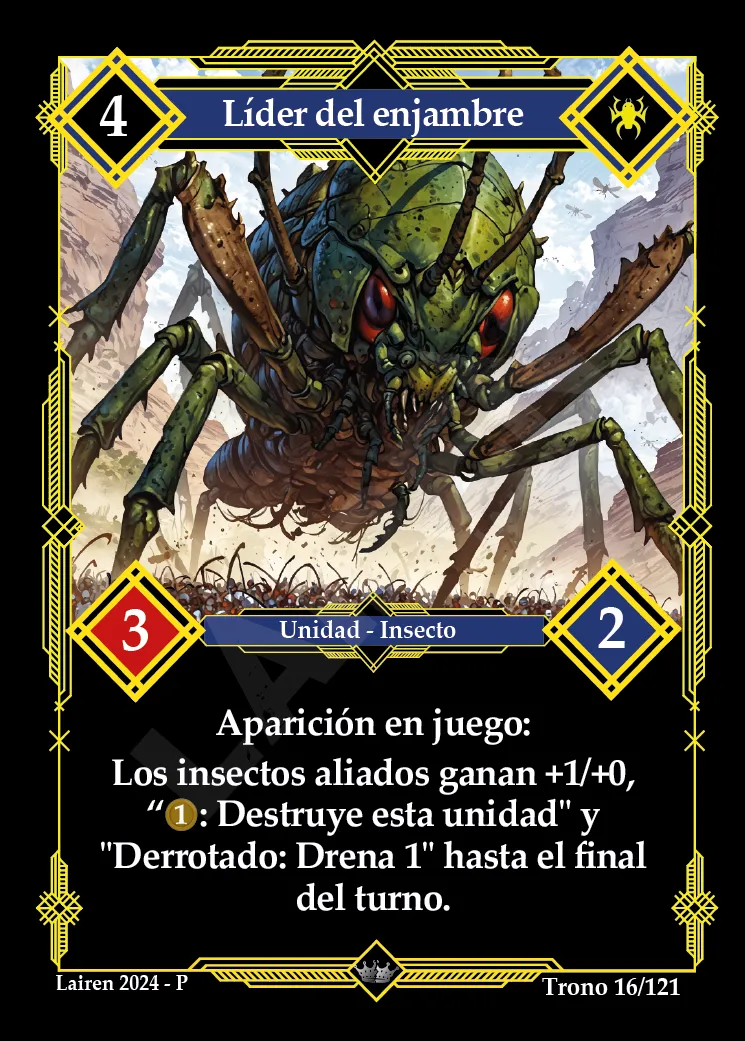 4
Líder del enjambre
3
Unidad - Insecto
2
Aparición en juego:
Los insectos aliados ganan +1/+0,
“1: Destruye esta unidad" y
"Derrotado: Drena 1" hasta el final
del turno.
Lairen 2024 - P
Trono 16/121